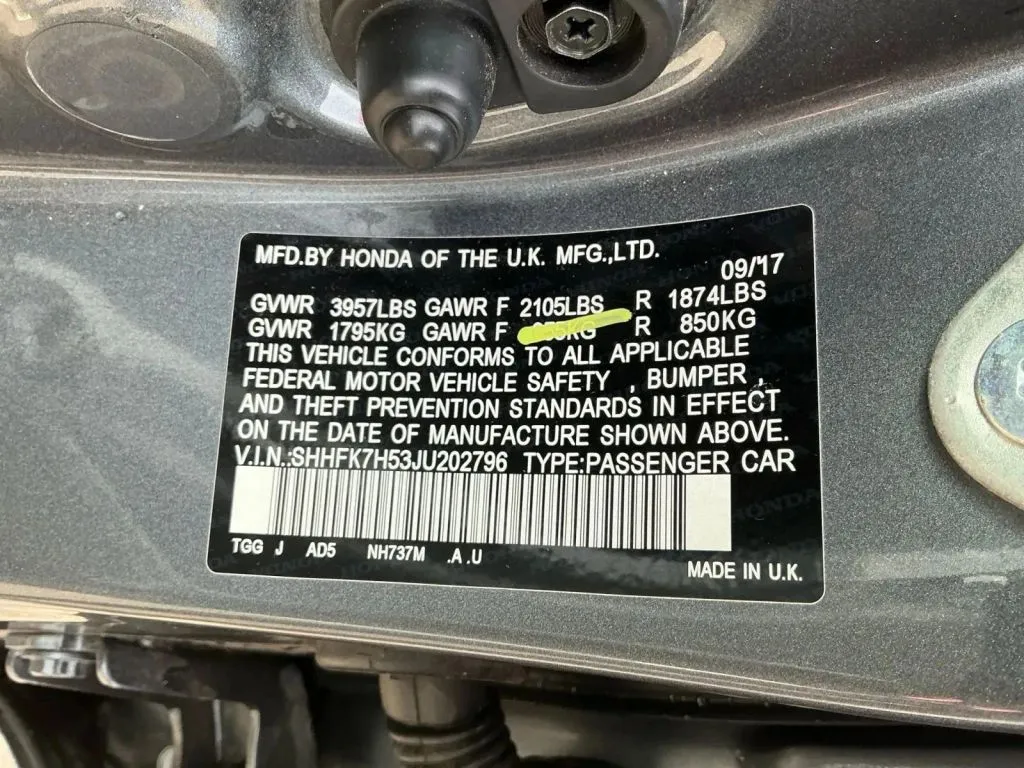 MFD.BY HONDA OF THE U.K. MFG.,LTD.
09/17
GVWR 3957LBS GAWR F 2105LBS R 1874LBS
GVWR 1795KG GAWR F R 850KG
THIS VEHICLE CONFORMS TO ALL APPLICABLE
FEDERAL MOTOR VEHICLE SAFETY , BUMPER ,
AND THEFT PREVENTION STANDARDS IN EFFECT
ON THE DATE OF MANUFACTURE SHOWN ABOVE.
V.I.N.:SHHFK7H53JU202796 TYPE:PASSENGER CAR
TGG J AD5 NH737M .A .U
MADE IN U.K.